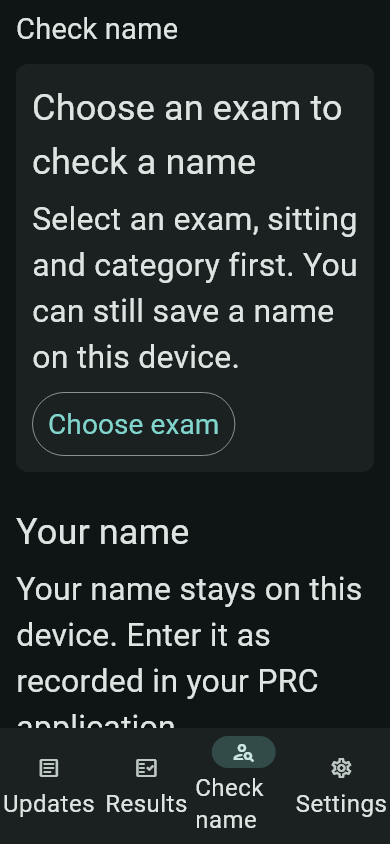 Check name
Choose an exam to
check a name
Select an exam, sitting
and category first. You
can still save a name
on this device.
Choose exam
Your name
Your name stays on this
device. Enter it as
recorded in your PRC
application
Updates
Results
Check
name
Settings